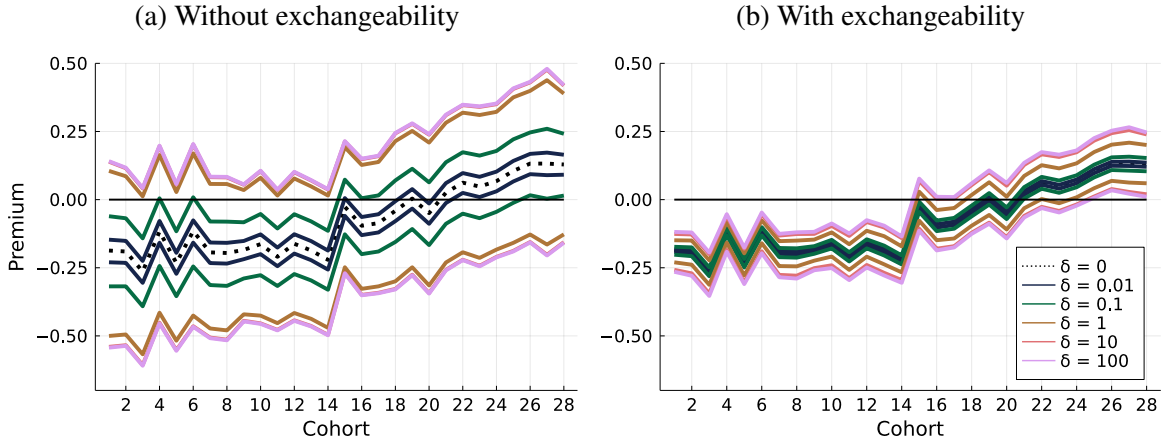 (a) Without exchangeability
(b) With exchangeability
Premium
0.50
0.25
0.00
−0.25
−0.50
2 4 6 8 10 12 14 16 18 20 22 24 26 28
Cohort
0.50
0.25
0.00
−0.25
−0.50
2 4 6 8 10 12 14 16 18 20 22 24 26 28
Cohort
δ = 0
δ = 0.01
δ = 0.1
δ = 1
δ = 10
δ = 100